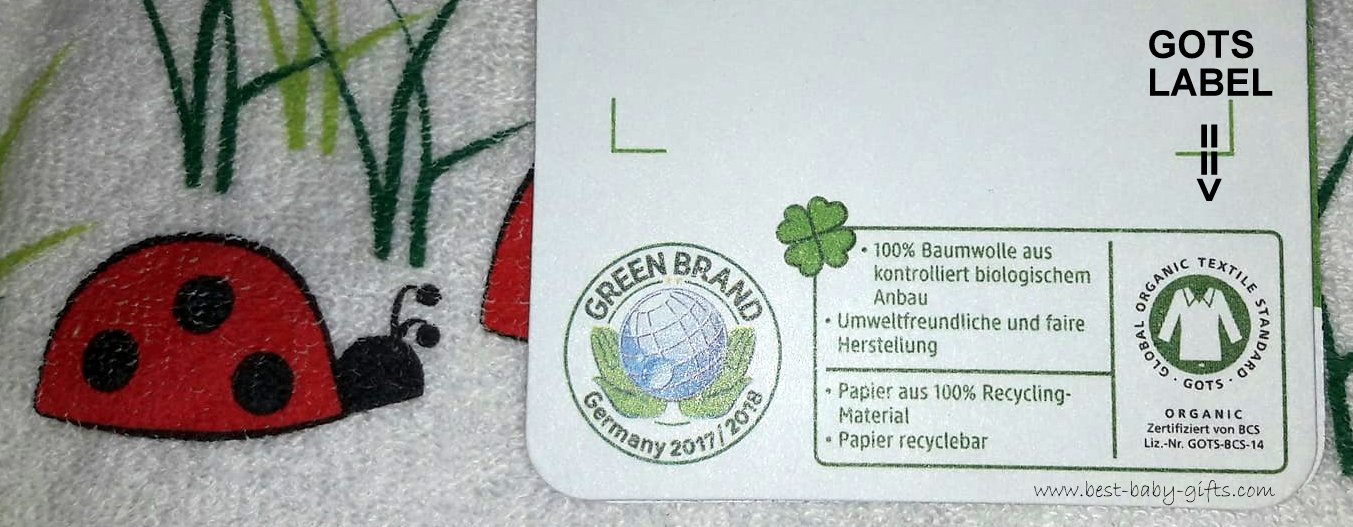 GOTS
LABEL
==>
GREEN BRAND
Germany 2017 / 2018
• 100% Baumwolle aus
kontrolliert biologischem
Anbau
• Umweltfreundliche und faire
Herstellung
• Papier aus 100% Recycling-
Material
• Papier recyclebar
GLOBAL ORGANIC TEXTILE STANDARD
· GOTS ·
ORGANIC
Zertifiziert von BCS
Liz.-Nr. GOTS-BCS-14
www.best-baby-gifts.com